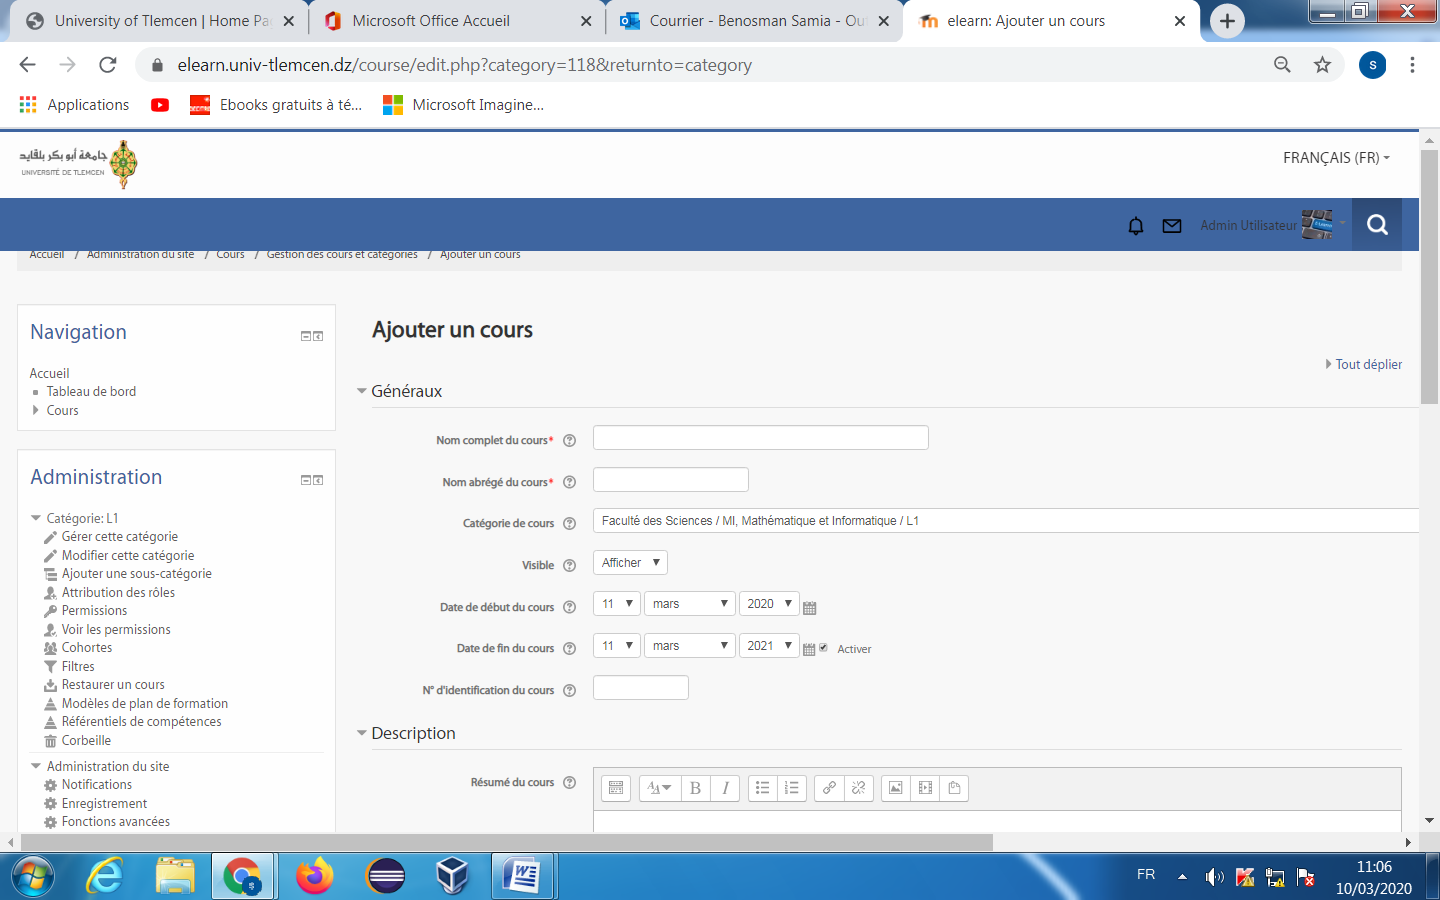 University of Tlemcen | Home Pa
Microsoft Office Accueil
Courrier - Benosman Samia - Ou
elearn: Ajouter un cours
elearn.univ-tlemcen.dz/course/edit.php?category=118&returnto=category
s
Applications
Ebooks gratuits à té...
Microsoft Imagine...
جامعة أبو بكر بلقايد
UNIVERSITÉ DE TLEMCEN
FRANÇAIS (FR)
Admin Utilisateur
Accueil / Administration du site / Cours / Gestion des cours et catégories / Ajouter un cours
Navigation
Accueil
Tableau de bord
Cours
Administration
Catégorie: L1
Gérer cette catégorie
Modifier cette catégorie
Ajouter une sous-catégorie
Attribution des rôles
Permissions
Voir les permissions
Cohortes
Filtres
Restaurer un cours
Modèles de plan de formation
Référentiels de compétences
Corbeille
Administration du site
Notifications
Enregistrement
Fonctions avancées
Ajouter un cours
Tout déplier
Généraux
Nom complet du cours*
Nom abrégé du cours*
Catégorie de cours Faculté des Sciences / MI, Mathématique et Informatique / L1
Visible Afficher
Date de début du cours 11 mars 2020
Date de fin du cours 11 mars 2021 Activer
N° d'identification du cours
Description
Résumé du cours
B I
FR
11:06
10/03/2020